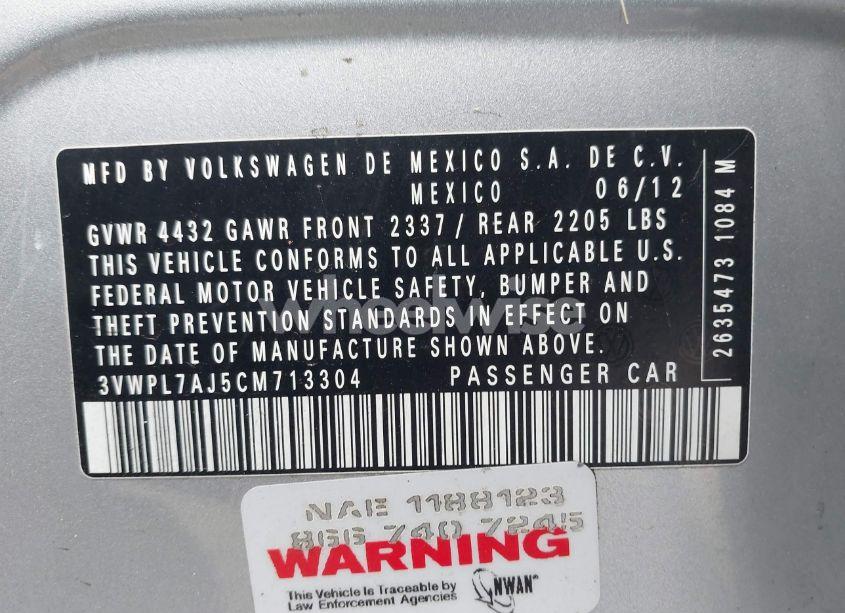 MFD BY VOLKSWAGEN DE MEXICO S.A. DE C.V.
MEXICO 06/12
GVWR 4432 GAWR FRONT 2337 / REAR 2205 LBS
THIS VEHICLE CONFORMS TO ALL APPLICABLE U.S.
FEDERAL MOTOR VEHICLE SAFETY, BUMPER AND
THEFT PREVENTION STANDARDS IN EFFECT ON
THE DATE OF MANUFACTURE SHOWN ABOVE.
3VWPL7AJ5CM713304 PASSENGER CAR
2635473 1084 M
wheelwise
NAE 1188123
866 740 7245
WARNING
This Vehicle Is Traceable by
Law Enforcement Agencies
NWAN